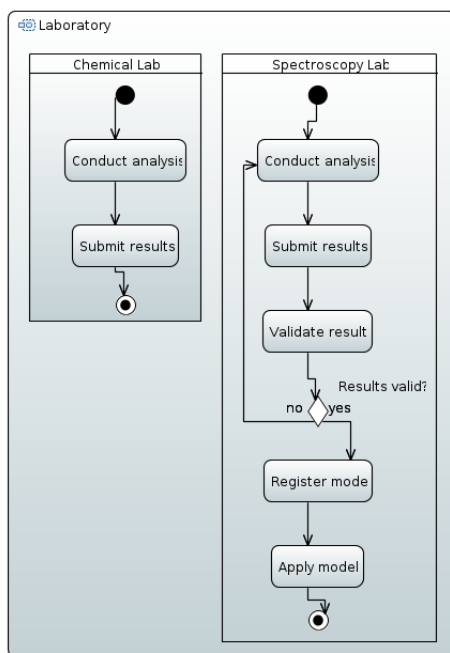 Laboratory
Chemical Lab
Spectroscopy Lab
Conduct analysis
Conduct analysis
Submit results
Submit results
Validate result
Results valid?
no yes
Register mode
Apply model